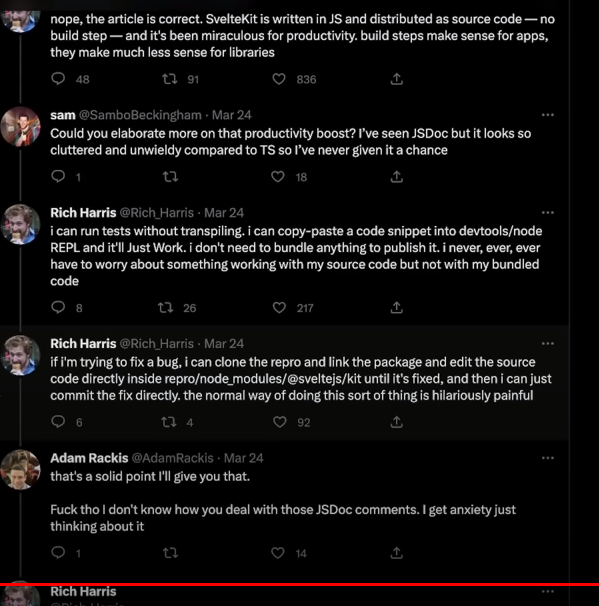 nope, the article is correct. SvelteKit is written in JS and distributed as source code — no
build step — and it's been miraculous for productivity. build steps make sense for apps,
they make much less sense for libraries
48 91 836
sam @SamboBeckingham · Mar 24
Could you elaborate more on that productivity boost? I've seen JSDoc but it looks so
cluttered and unwieldy compared to TS so I've never given it a chance
1 18
Rich Harris @Rich_Harris · Mar 24
i can run tests without transpiling. i can copy-paste a code snippet into devtools/node
REPL and it'll Just Work. i don't need to bundle anything to publish it. i never, ever, ever
have to worry about something working with my source code but not with my bundled
code
8 26 217
Rich Harris @Rich_Harris · Mar 24
if i'm trying to fix a bug, i can clone the repro and link the package and edit the source
code directly inside repro/node_modules/@sveltejs/kit until it's fixed, and then i can just
commit the fix directly. the normal way of doing this sort of thing is hilariously painful
6 4 92
Adam Rackis @AdamRackis · Mar 24
that's a solid point I'll give you that.
Fuck tho I don't know how you deal with those JSDoc comments. I get anxiety just
thinking about it
1 14
Rich Harris
@Rich_Harris